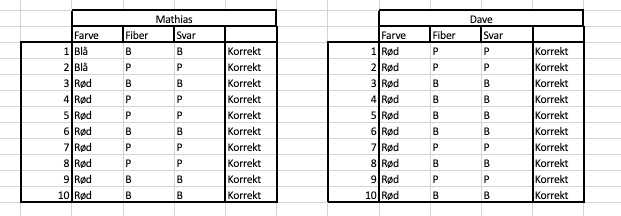 Mathias Dave
Farve Fiber Svar Farve Fiber Svar
1 Blå B B Korrekt 1 Rød P P Korrekt
2 Blå P P Korrekt 2 Rød P P Korrekt
3 Rød B B Korrekt 3 Rød B B Korrekt
4 Rød P P Korrekt 4 Rød B B Korrekt
5 Rød P P Korrekt 5 Rød B B Korrekt
6 Rød B B Korrekt 6 Rød B B Korrekt
7 Rød P P Korrekt 7 Rød P P Korrekt
8 Rød P P Korrekt 8 Rød B B Korrekt
9 Rød B B Korrekt 9 Rød P P Korrekt
10 Rød B B Korrekt 10 Rød B B Korrekt